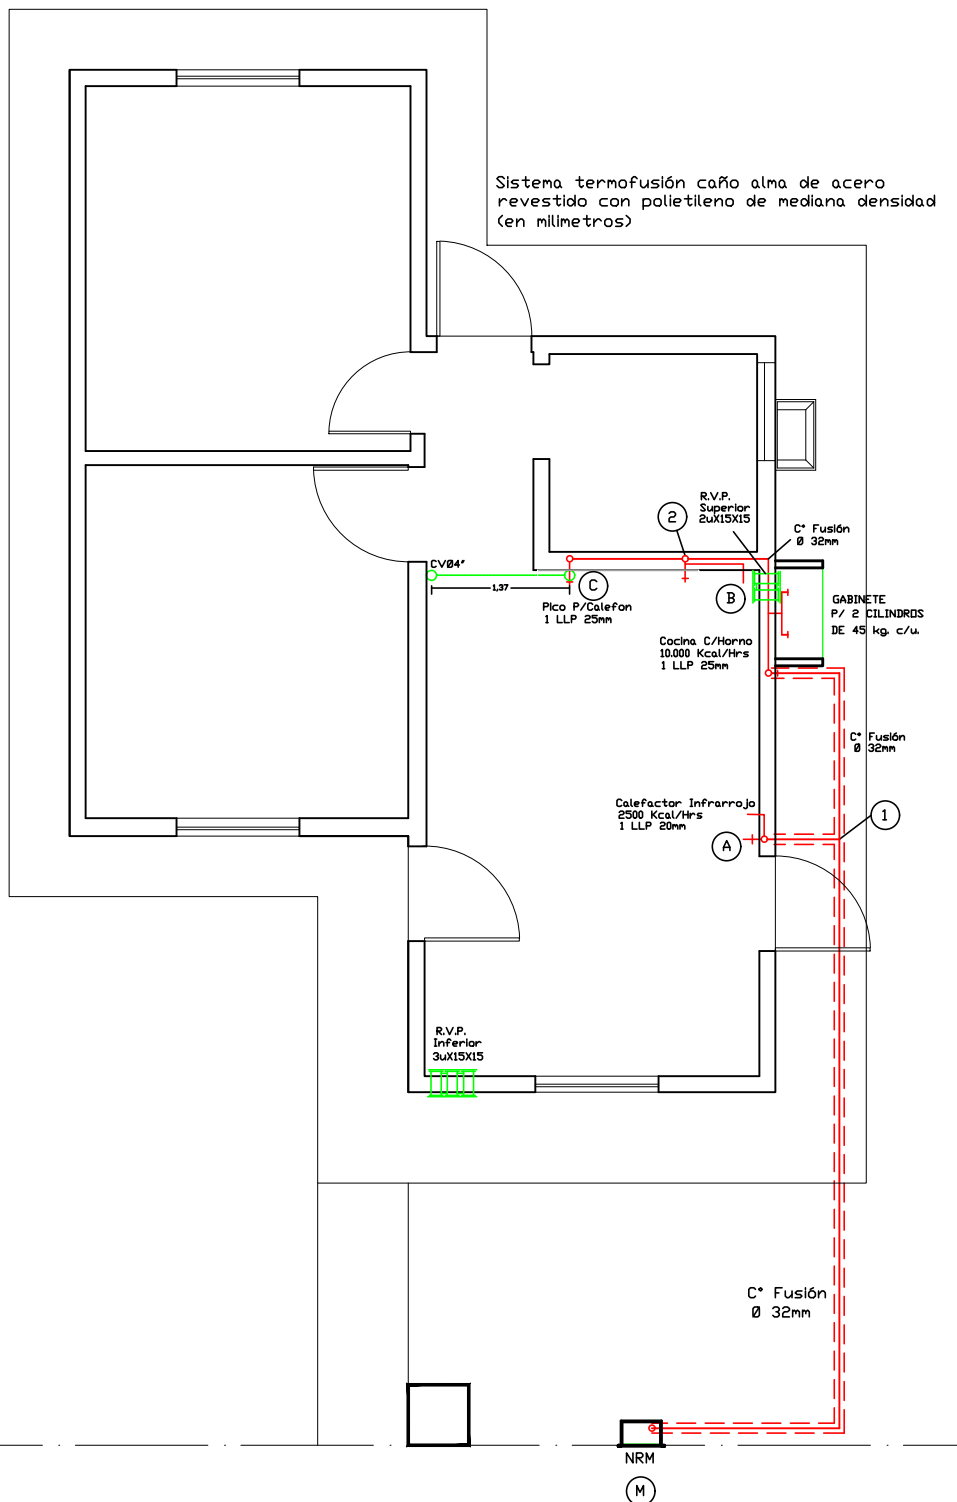 Sistema termofusión caño alma de acero
revestido con polietileno de mediana densidad
(en milimetros)
R.V.P.
Superior
2uX15X15
2
C° Fusión
Ø 32mm
CVØ4"
1,37
C
Pico P/Calefon
1 LLP 25mm
B
GABINETE
P/ 2 CILINDROS
DE 45 kg. c/u.
Cocina C/Horno
10.000 Kcal/Hrs
1 LLP 25mm
C° Fusión
Ø 32mm
Calefactor Infrarrojo
2500 Kcal/Hrs
1 LLP 20mm
1
A
R.V.P.
Inferior
3uX15X15
C° Fusión
Ø 32mm
NRM
M